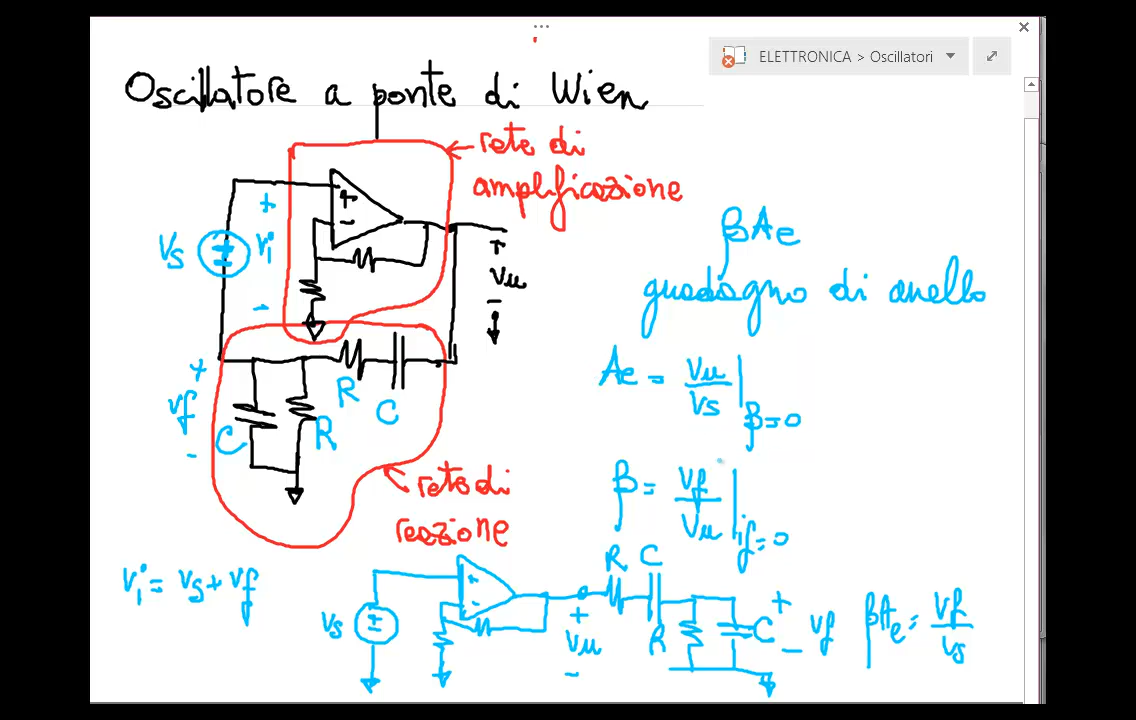 ELETTRONICA > Oscillatori
Oscillatore a ponte di Wien
rete di
amplificazione
+
-
+
vi
-
vs
+
vu
-
βAe
guadagno di anello
Ae = vu/vs | β=0
+
vf
-
C
R
R
C
rete di
reazione
β = vf/vu | if=0
vi = vs + vf
vs
+
-
+
vu
-
R C
R
C
+
- vf
βAe = vf/vs